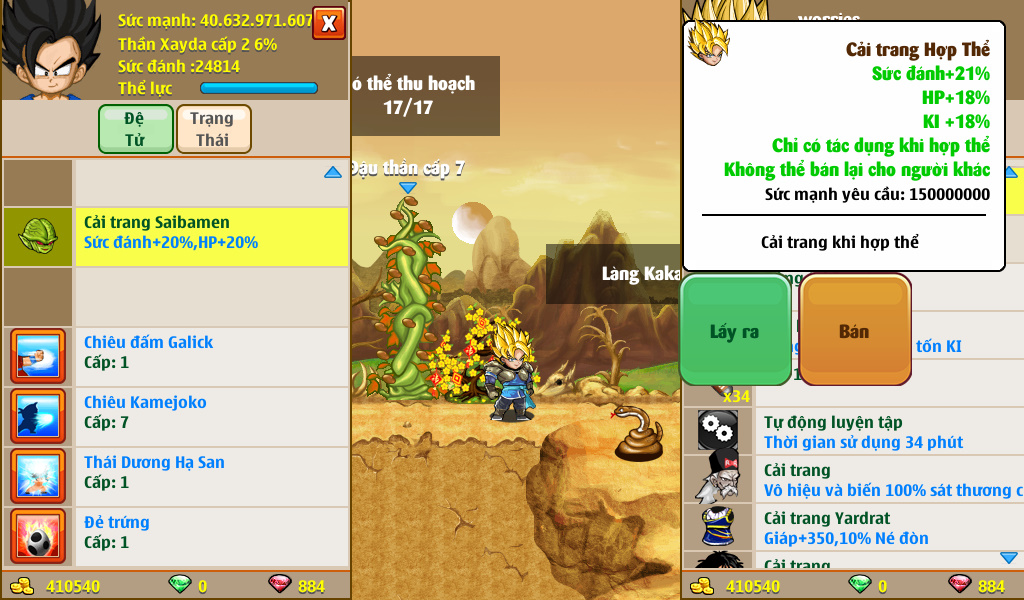 Sức mạnh: 40.632.971.607
X
Thần Xayda cấp 2 6%
Sức đánh :24814
Thể lực
Đệ
Tử
Trạng
Thái
Cải trang Saibamen
Sức đánh+20%,HP+20%
Chiêu đấm Galick
Cấp: 1
Chiêu Kamejoko
Cấp: 7
Thái Dương Hạ San
Cấp: 1
Đẻ trứng
Cấp: 1
410540
0
884
ó thể thu hoạch
17/17
Đậu thần cấp 7
Làng Kaka
Cải trang Hợp Thể
Sức đánh+21%
HP+18%
KI +18%
Chỉ có tác dụng khi hợp thể
Không thể bán lại cho người khác
Sức mạnh yêu cầu: 150000000
Cải trang khi hợp thể
Lấy ra
Bán
tốn KI
x34
Tự động luyện tập
Thời gian sử dụng 34 phút
Cải trang
Vô hiệu và biến 100% sát thương c
Cải trang Yardrat
Giáp+350,10% Né đòn
Cải trang
410540
0
884